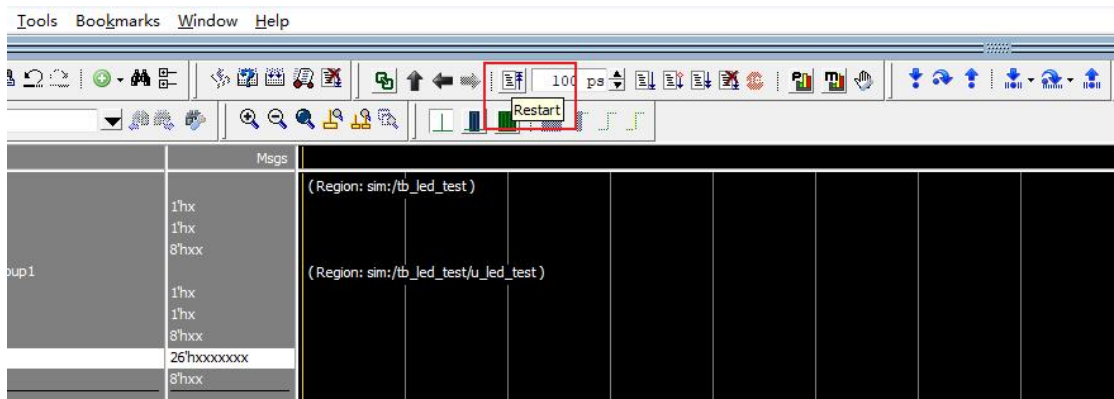 Tools Bookmarks Window Help
100 ps
Restart
Msgs
(Region: sim:/tb_led_test)
1'hx
1'hx
8'hxx
oup1
(Region: sim:/tb_led_test/u_led_test)
1'hx
1'hx
8'hxx
26'hxxxxxxx
8'hxx